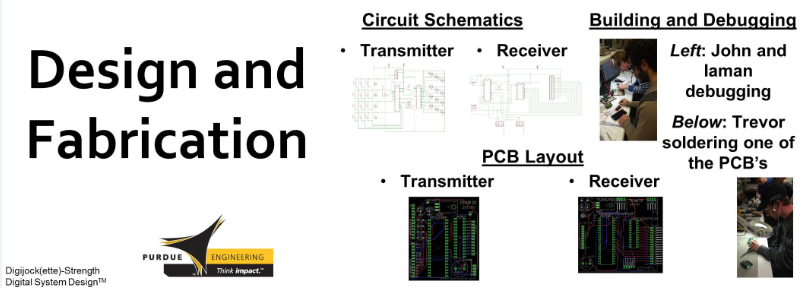 Design and
Fabrication
PURDUE
ENGINEERING
Think impact.™
Digijock(ette)-Strength
Digital System Design™
Circuit Schematics
• Transmitter
• Receiver
PCB Layout
• Transmitter
• Receiver
Building and Debugging
Left: John and
laman
debugging
Below: Trevor
soldering one of
the PCB's